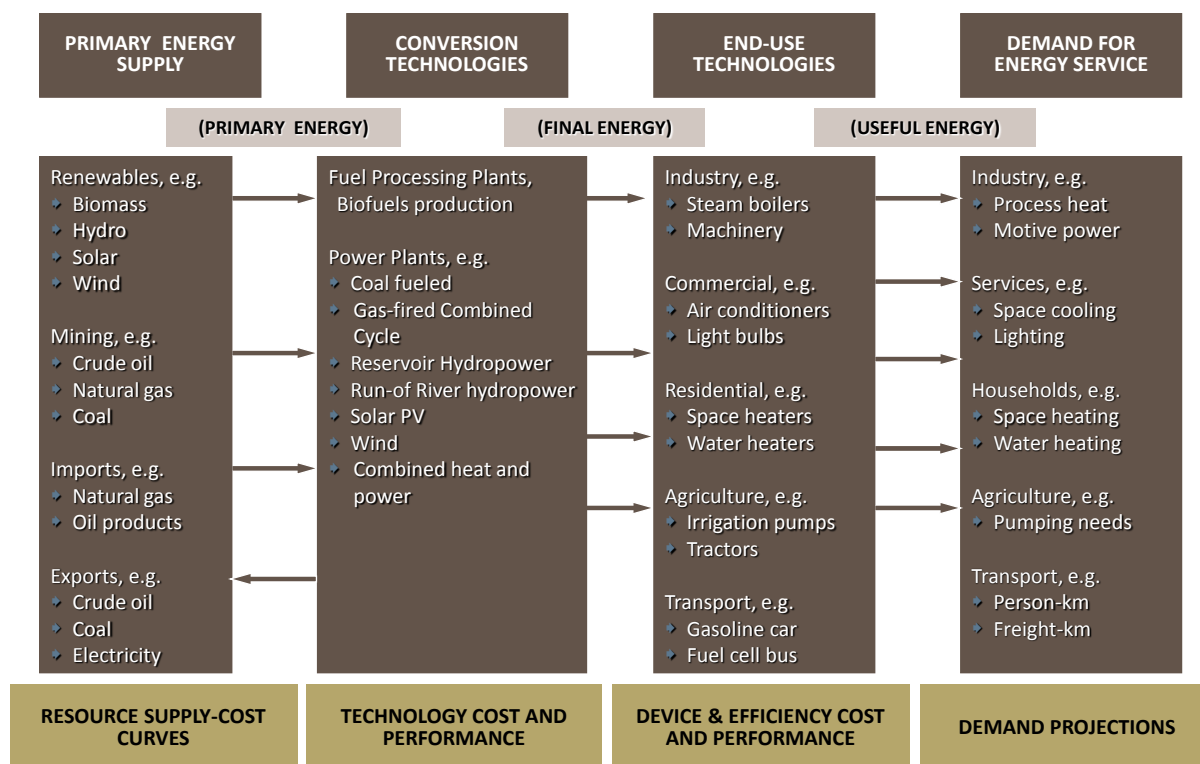 PRIMARY ENERGY
SUPPLY
CONVERSION
TECHNOLOGIES
END-USE
TECHNOLOGIES
DEMAND FOR
ENERGY SERVICE
(PRIMARY ENERGY)
(FINAL ENERGY)
(USEFUL ENERGY)
Renewables, e.g.
Biomass
Hydro
Solar
Wind
Mining, e.g.
Crude oil
Natural gas
Coal
Imports, e.g.
Natural gas
Oil products
Exports, e.g.
Crude oil
Coal
Electricity
Fuel Processing Plants,
Biofuels production
Power Plants, e.g.
Coal fueled
Gas-fired Combined
Cycle
Reservoir Hydropower
Run-of River hydropower
Solar PV
Wind
Combined heat and
power
Industry, e.g.
Steam boilers
Machinery
Commercial, e.g.
Air conditioners
Light bulbs
Residential, e.g.
Space heaters
Water heaters
Agriculture, e.g.
Irrigation pumps
Tractors
Transport, e.g.
Gasoline car
Fuel cell bus
Industry, e.g.
Process heat
Motive power
Services, e.g.
Space cooling
Lighting
Households, e.g.
Space heating
Water heating
Agriculture, e.g.
Pumping needs
Transport, e.g.
Person-km
Freight-km
RESOURCE SUPPLY-COST
CURVES
TECHNOLOGY COST AND
PERFORMANCE
DEVICE & EFFICIENCY COST
AND PERFORMANCE
DEMAND PROJECTIONS